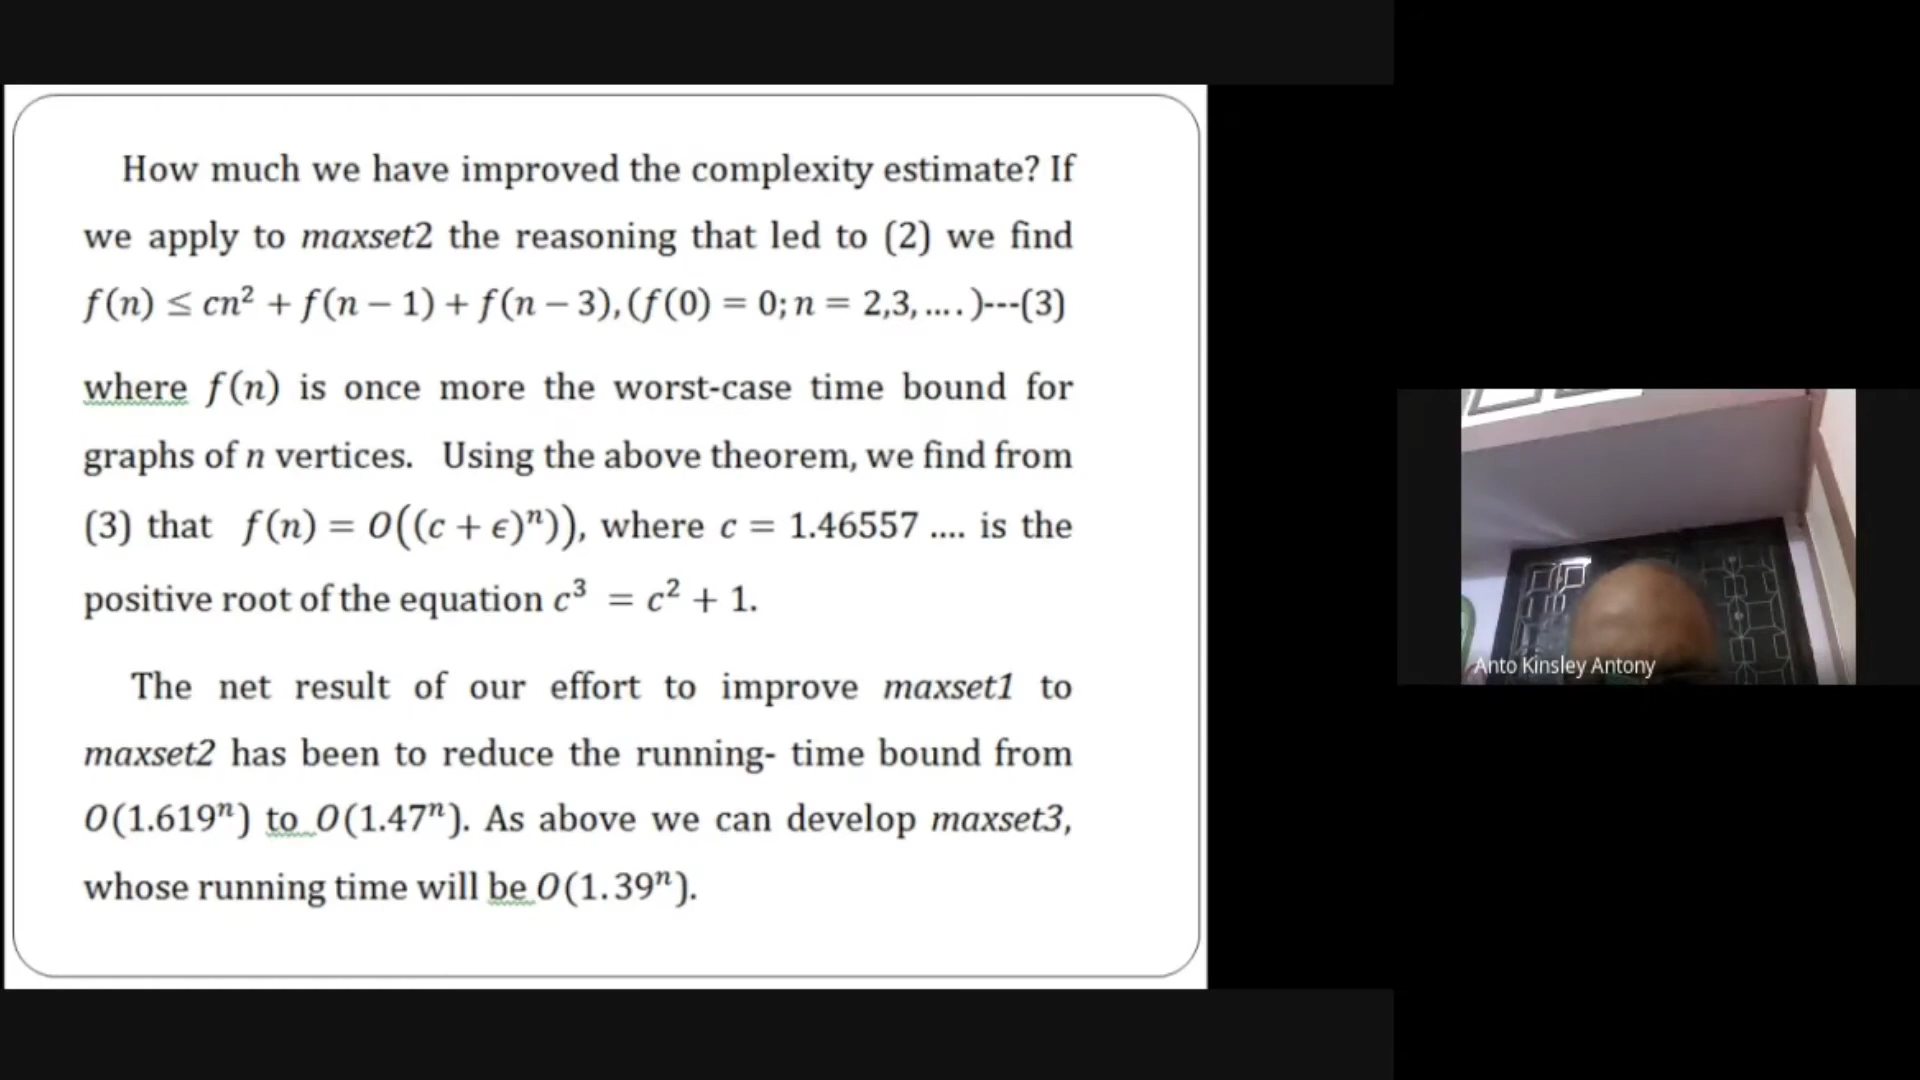 How much we have improved the complexity estimate? If
we apply to maxset2 the reasoning that led to (2) we find
f(n) ≤ cn² + f(n − 1) + f(n − 3), (f(0) = 0; n = 2,3, .... )---(3)
where f(n) is once more the worst-case time bound for
graphs of n vertices. Using the above theorem, we find from
(3) that f(n) = O((c + ϵ)ⁿ)), where c = 1.46557 .... is the
positive root of the equation c³ = c² + 1.
The net result of our effort to improve maxset1 to
maxset2 has been to reduce the running- time bound from
O(1.619ⁿ) to O(1.47ⁿ). As above we can develop maxset3,
whose running time will be O(1.39ⁿ).
Anto Kinsley Antony